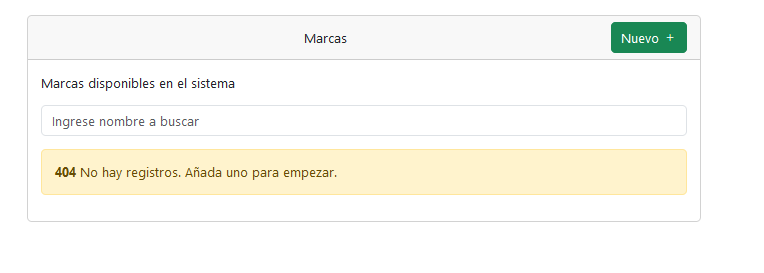 Marcas
Nuevo +
Marcas disponibles en el sistema
Ingrese nombre a buscar
404 No hay registros. Añada uno para empezar.